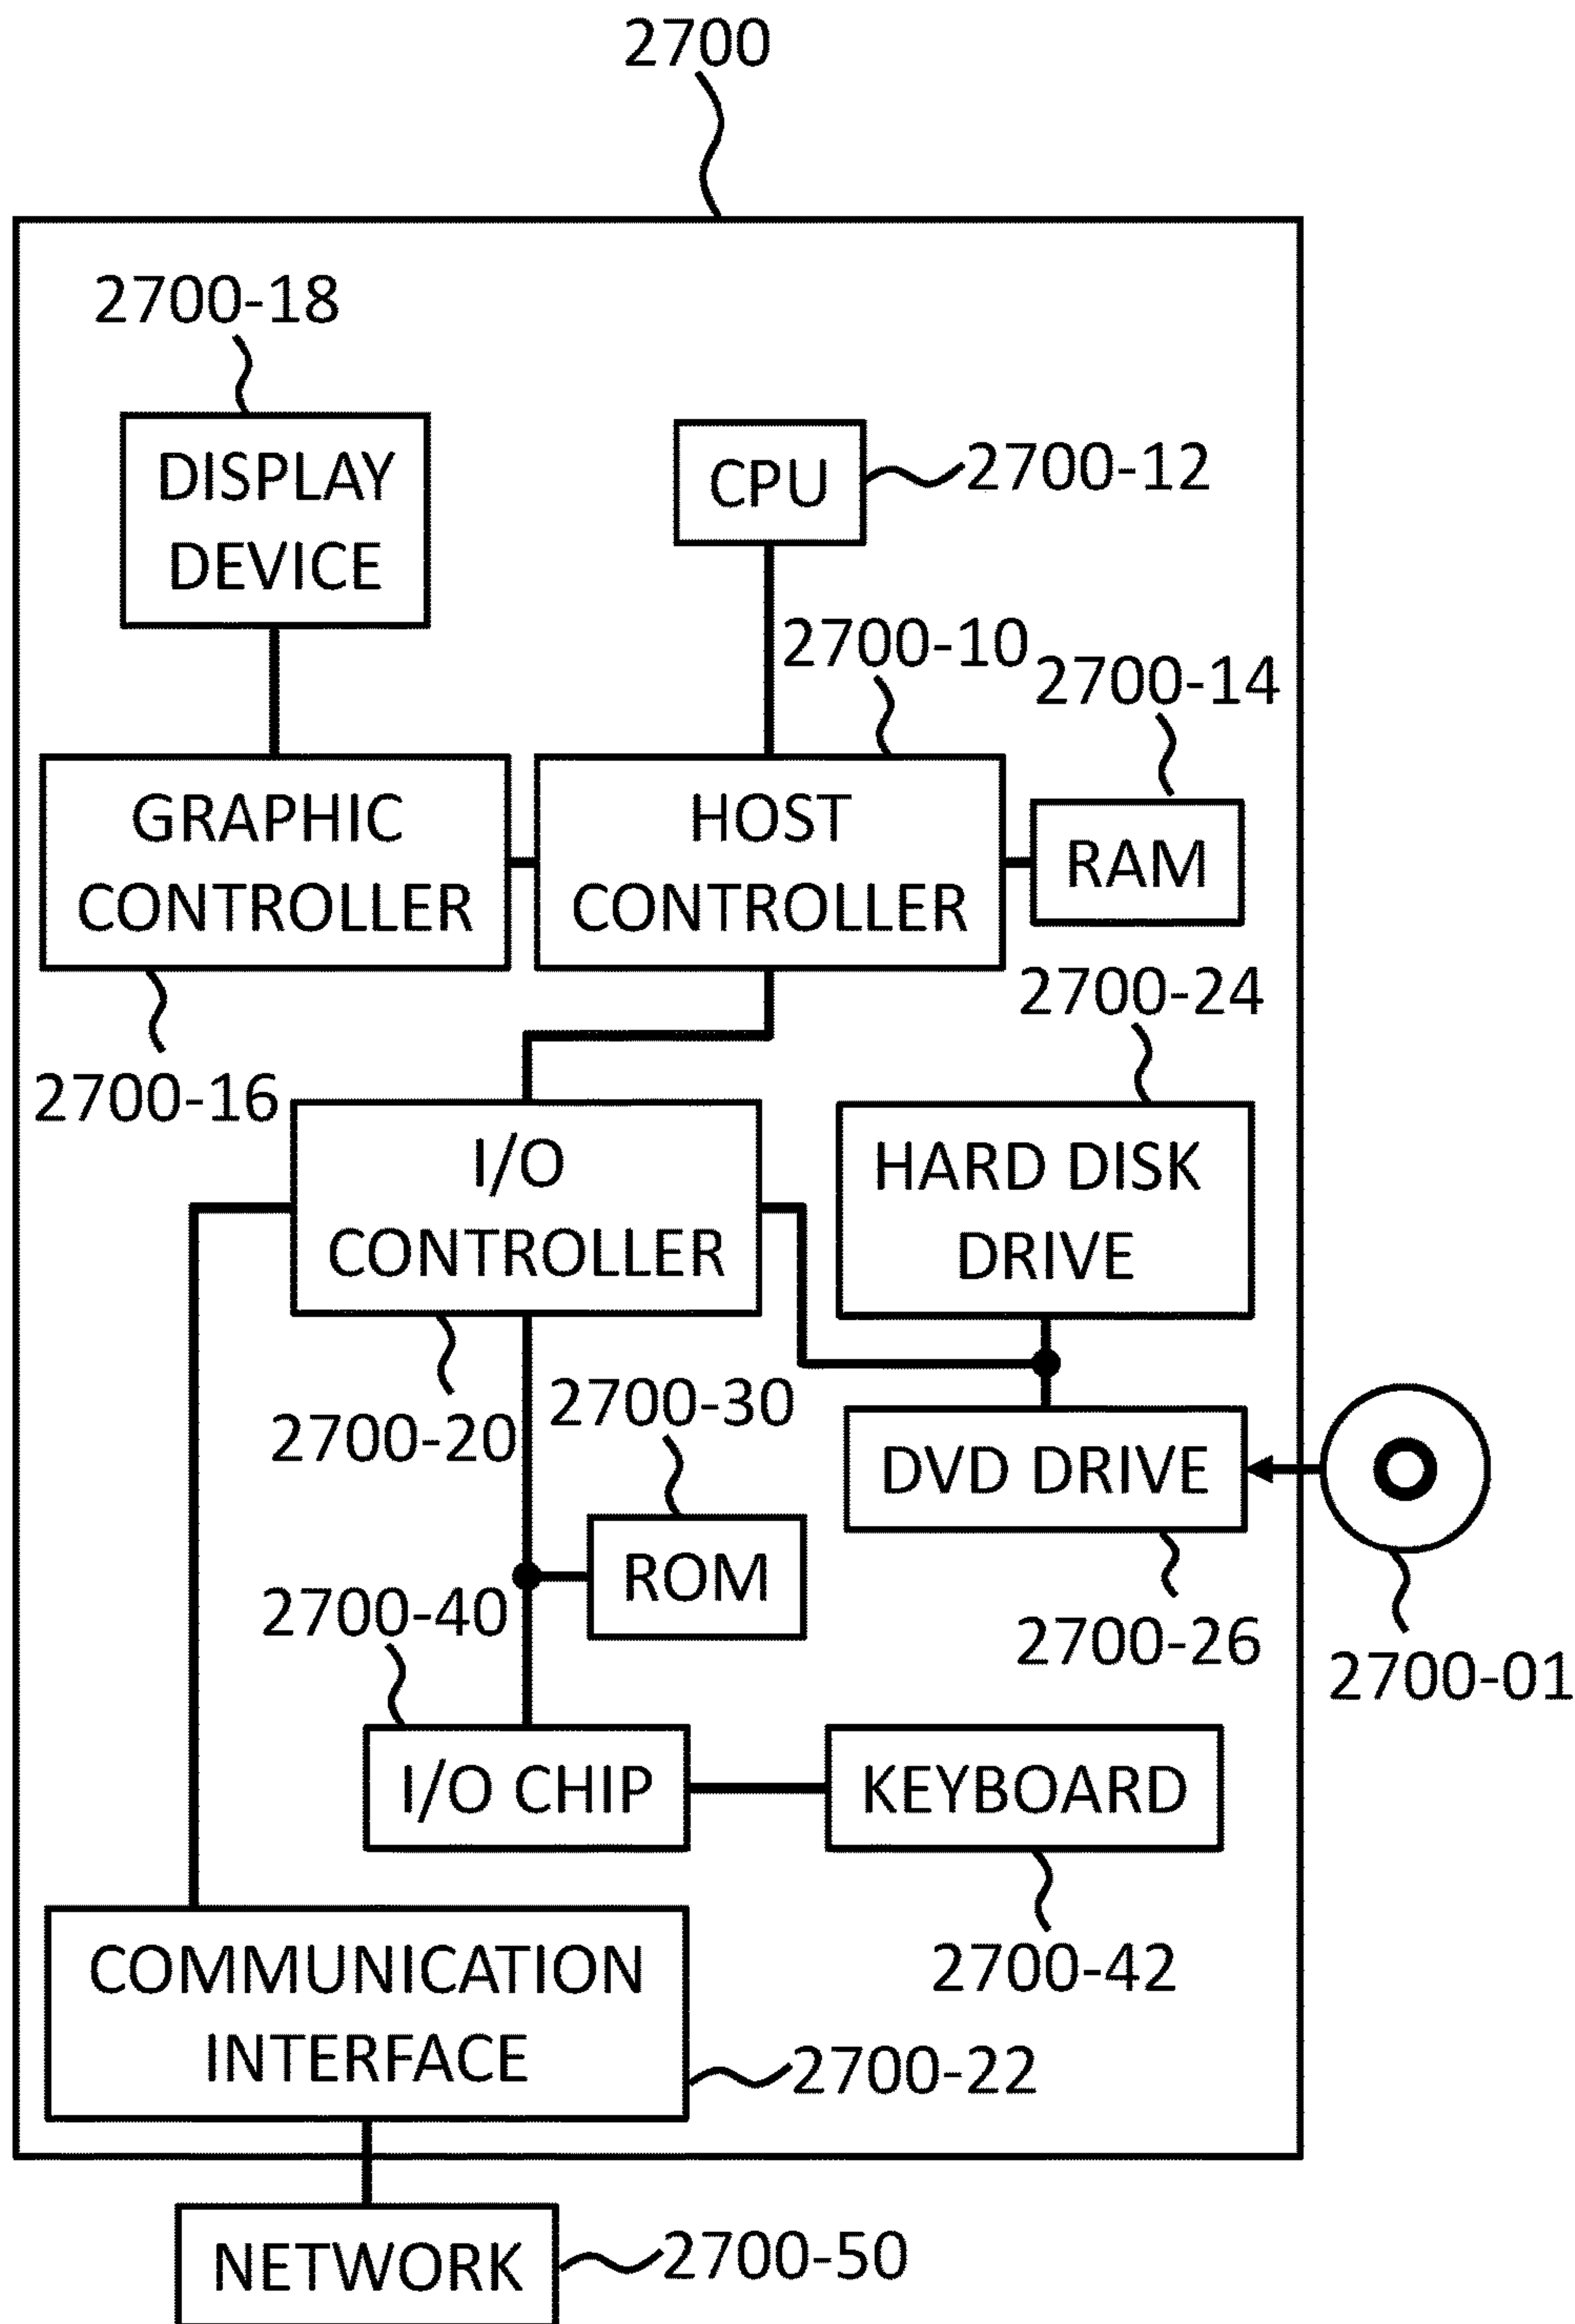 2700
2700-18
DISPLAY
DEVICE
CPU
2700-12
2700-10
2700-14
GRAPHIC
CONTROLLER
HOST
CONTROLLER
RAM
2700-16
2700-24
I/O
CONTROLLER
HARD DISK
DRIVE
2700-20
2700-30
DVD DRIVE
ROM
2700-40
2700-26
2700-01
I/O CHIP
KEYBOARD
2700-42
COMMUNICATION
INTERFACE
2700-22
NETWORK
2700-50